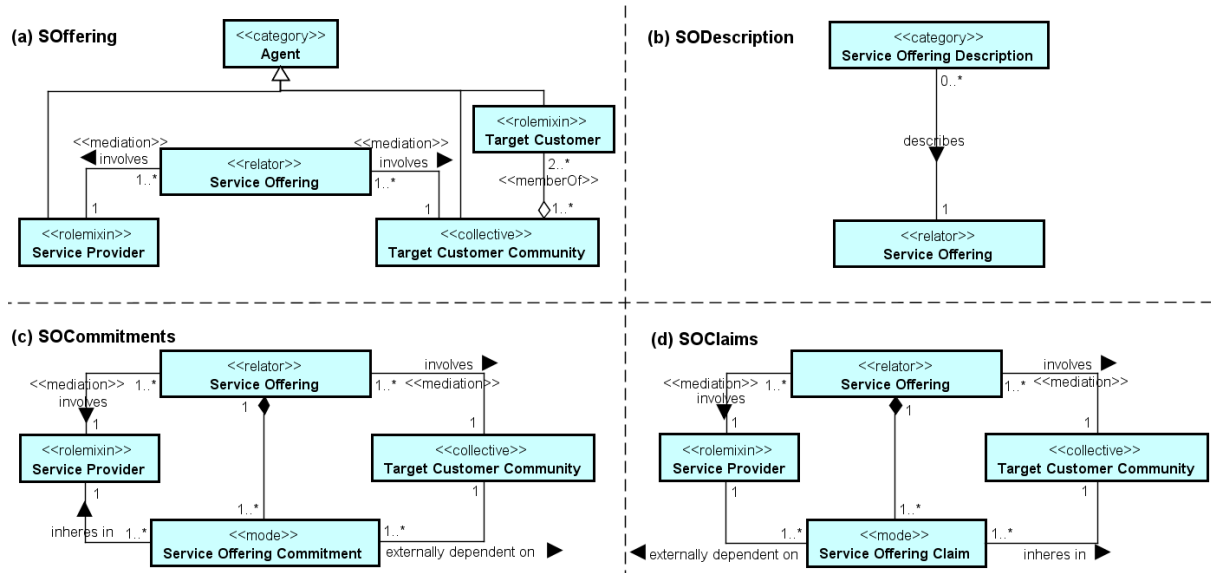 (a) SOffering
<<category>>
Agent
<<rolemixin>>
Target Customer
<<mediation>>
involves
<<relator>>
Service Offering
<<mediation>>
involves
1..*
1..*
2..*
<<memberOf>>
1
1
1..*
<<rolemixin>>
Service Provider
<<collective>>
Target Customer Community
(b) SODescription
<<category>>
Service Offering Description
0..*
describes
1
<<relator>>
Service Offering
(c) SOCommitments
<<relator>>
Service Offering
involves
<<mediation>>
1..*
1..*
<<mediation>>
involves
1
1
1
<<rolemixin>>
Service Provider
<<collective>>
Target Customer Community
1
1
inheres in
1..*
1..*
1..*
<<mode>>
Service Offering Commitment
externally dependent on
(d) SOClaims
<<relator>>
Service Offering
involves
<<mediation>>
1..*
1..*
<<mediation>>
involves
1
1
1
<<rolemixin>>
Service Provider
<<collective>>
Target Customer Community
1
1
1..*
1..*
1..*
externally dependent on
<<mode>>
Service Offering Claim
inheres in